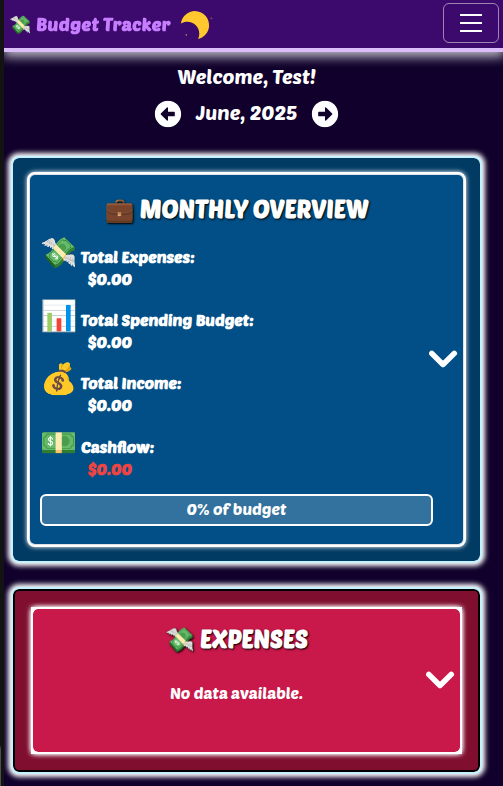 Budget Tracker
Welcome, Test!
June, 2025
MONTHLY OVERVIEW
Total Expenses:
$0.00
Total Spending Budget:
$0.00
Total Income:
$0.00
Cashflow:
$0.00
0% of budget
EXPENSES
No data available.